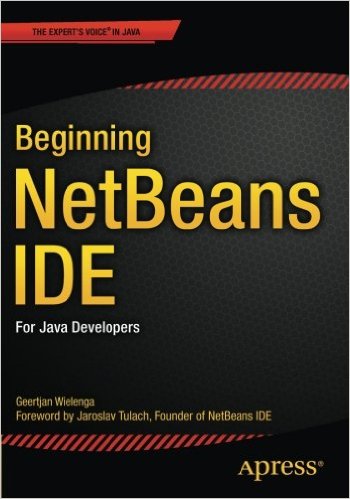 THE EXPERT'S VOICE® IN JAVA
Beginning
NetBeans
IDE
For Java Developers
Geertjan Wielenga
Foreword by Jaroslav Tulach, Founder of NetBeans IDE
Apress®